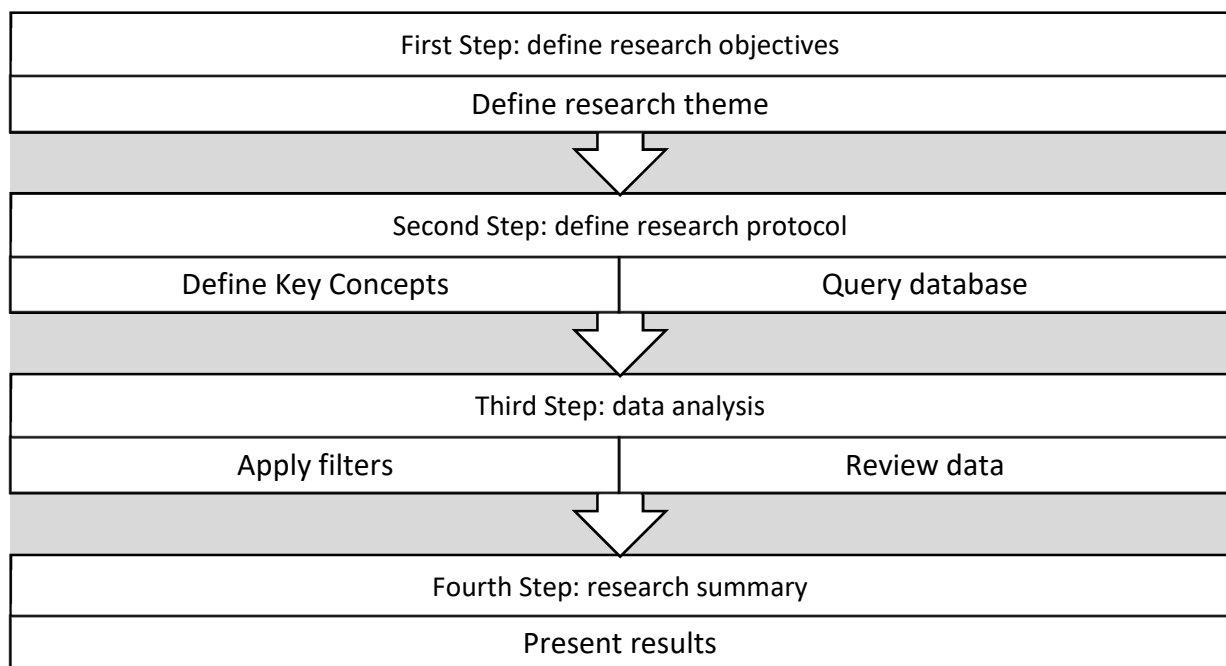 First Step: define research objectives
Define research theme
Second Step: define research protocol
Define Key Concepts
Query database
Third Step: data analysis
Apply filters
Review data
Fourth Step: research summary
Present results